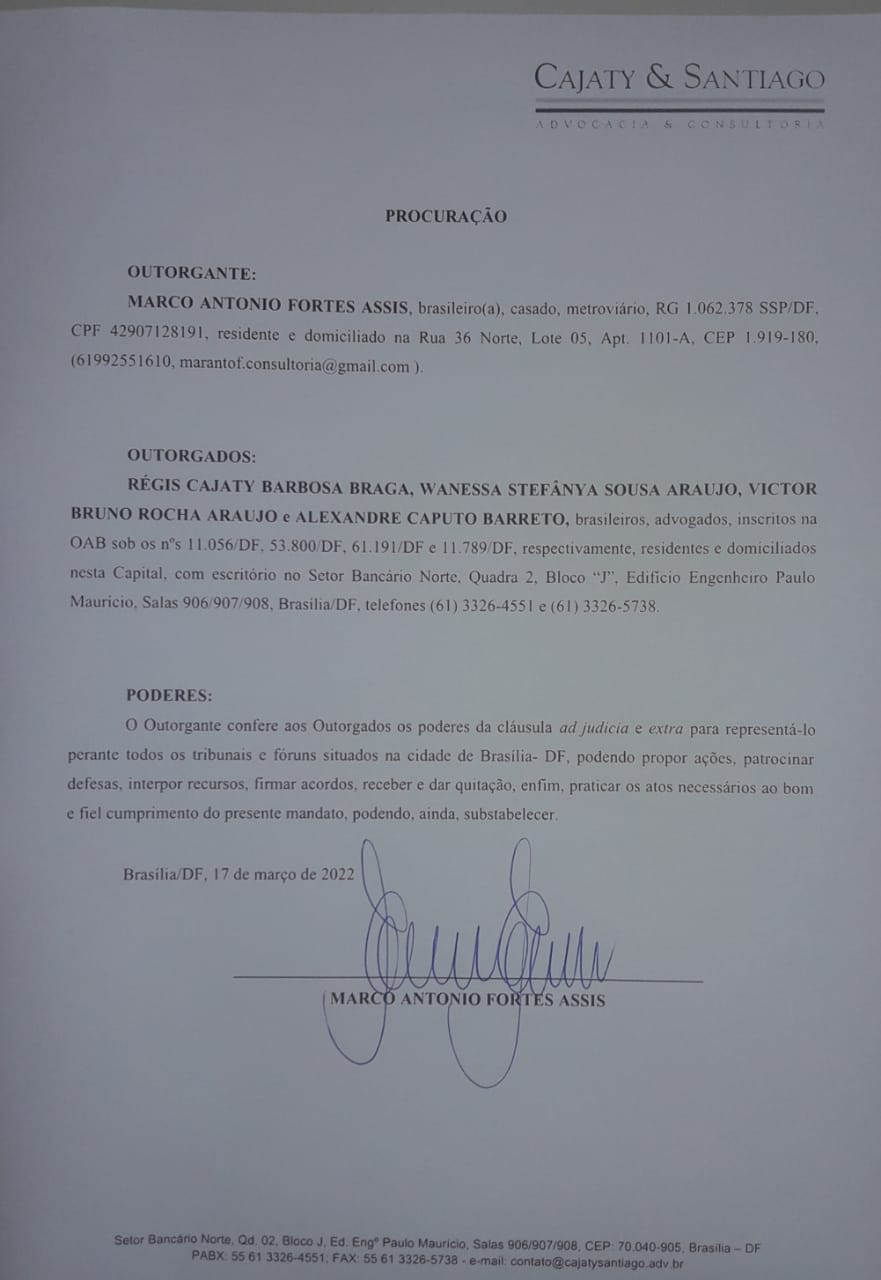 CAJATY & SANTIAGO
ADVOCACIA & CONSULTORIA
PROCURAÇÃO
OUTORGANTE:
MARCO ANTONIO FORTES ASSIS, brasileiro(a), casado, metroviário, RG 1.062.378 SSP/DF,
CPF 42907128191, residente e domiciliado na Rua 36 Norte, Lote 05, Apt. 1101-A, CEP 1.919-180,
(61992551610, marantof.consultoria@gmail.com ).
OUTORGADOS:
RÉGIS CAJATY BARBOSA BRAGA, WANESSA STEFÂNYA SOUSA ARAUJO, VICTOR
BRUNO ROCHA ARAUJO e ALEXANDRE CAPUTO BARRETO, brasileiros, advogados, inscritos na
OAB sob os nºs 11.056/DF, 53.800/DF, 61.191/DF e 11.789/DF, respectivamente, residentes e domiciliados
nesta Capital, com escritório no Setor Bancário Norte, Quadra 2, Bloco “J”, Edifício Engenheiro Paulo
Maurício, Salas 906/907/908, Brasília/DF, telefones (61) 3326-4551 e (61) 3326-5738.
PODERES:
O Outorgante confere aos Outorgados os poderes da cláusula ad judicia e extra para representá-lo
perante todos os tribunais e fóruns situados na cidade de Brasília- DF, podendo propor ações, patrocinar
defesas, interpor recursos, firmar acordos, receber e dar quitação, enfim, praticar os atos necessários ao bom
e fiel cumprimento do presente mandato, podendo, ainda, substabelecer.
Brasília/DF, 17 de março de 2022
MARCO ANTONIO FORTES ASSIS
Setor Bancário Norte, Qd. 02, Bloco J, Ed. Engº Paulo Maurício, Salas 906/907/908, CEP: 70.040-905, Brasília – DF
PABX: 55 61 3326-4551; FAX: 55 61 3326-5738 - e-mail: contato@cajatysantiago.adv.br